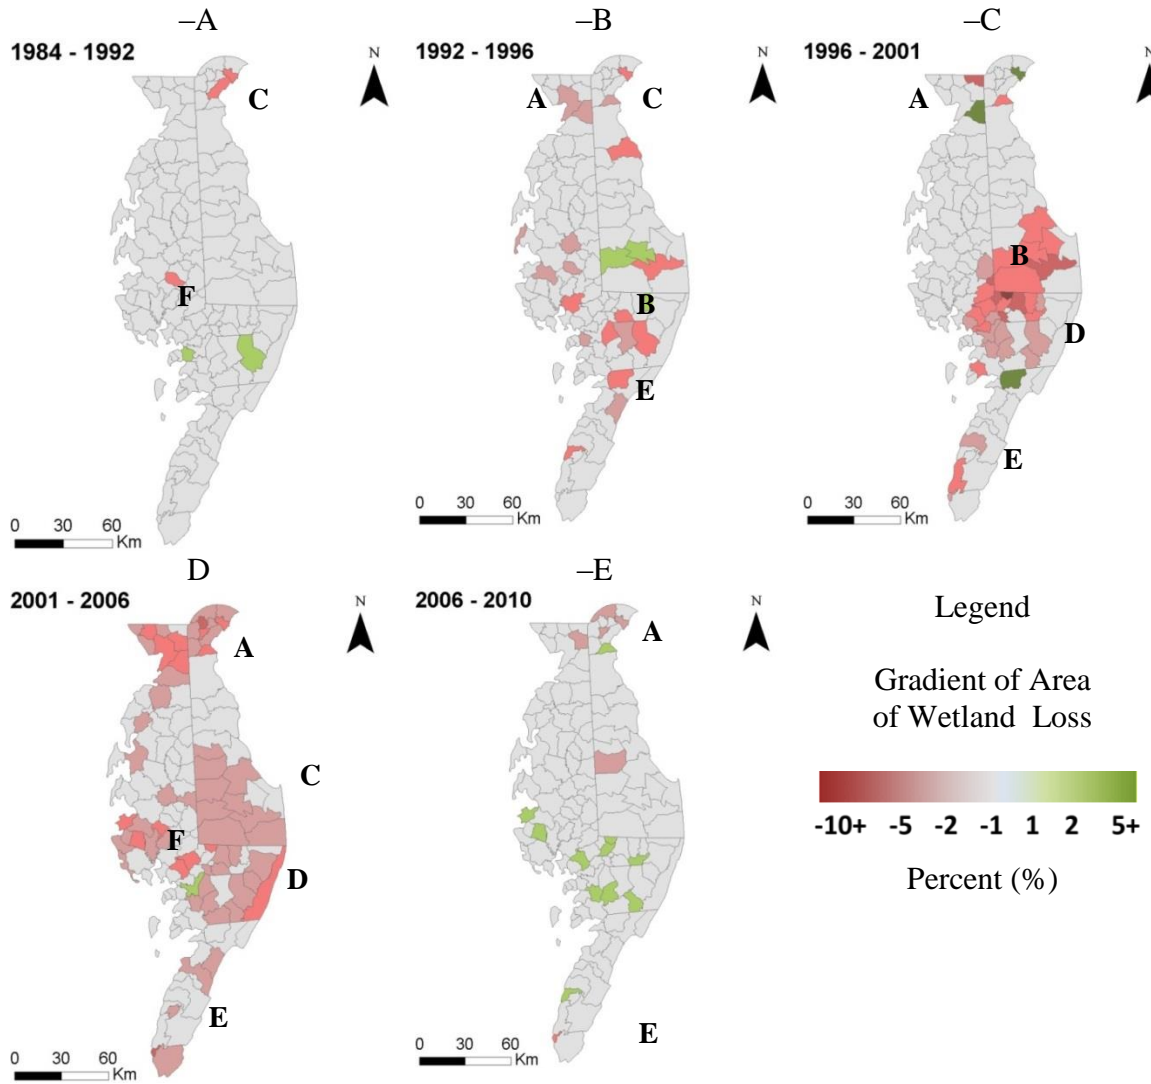 –A
1984 - 1992
N
C
F
0 30 60
Km
–B
1992 - 1996
N
A
C
B
E
0 30 60
Km
–C
1996 - 2001
N
A
B
D
E
0 30 60
Km
D
2001 - 2006
N
A
C
F
D
E
0 30 60
Km
–E
2006 - 2010
N
A
E
0 30 60
Km
Legend
Gradient of Area
of Wetland Loss
-10+ -5 -2 -1 1 2 5+
Percent (%)